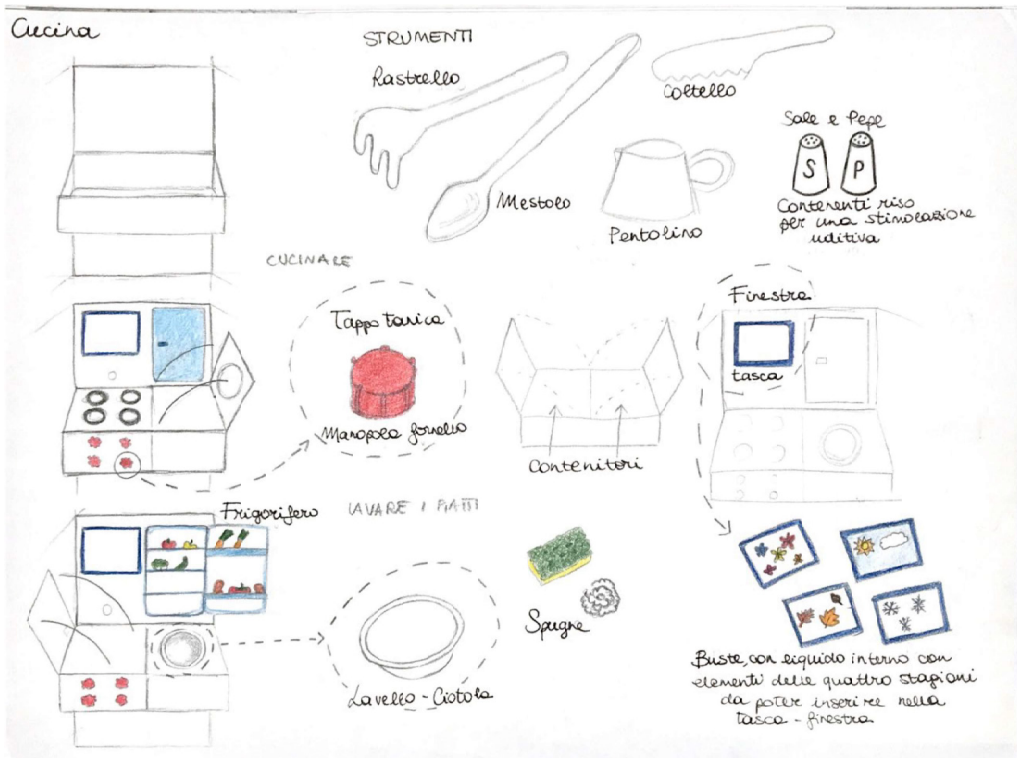 Cucina
STRUMENTI
Rastrello
Coltello
Sale e Pepe
S P
Mestolo
Pentolino
Contenenti riso
per una stimolazione
uditiva
CUCINARE
Tappo tanica
Manopola fornello
Contenitori
Finestra
tasca
Frigorifero
LAVARE I PIATTI
Lavello - Ciotola
Spugne
Buste con liquido interno con
elementi delle quattro stagioni
da poter inserire nella
tasca - finestra